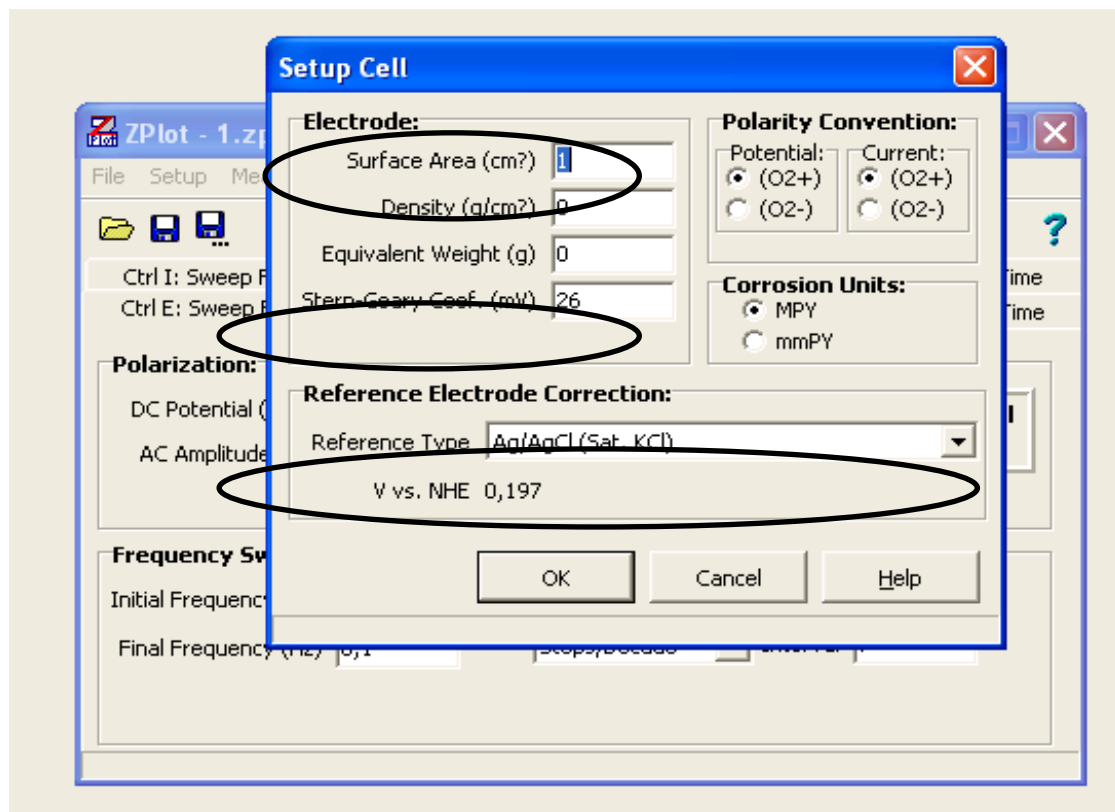 Setup Cell
ZPlot - 1.zp
File Setup Me
Electrode:
Surface Area (cm?) 1
Density (g/cm?) 0
Equivalent Weight (g) 0
Stern-Geary Coef. (mV) 26
Polarity Convention:
Potential: Current:
(O2+) (O2+)
(O2-) (O2-)
Corrosion Units:
MPY
mmPY
Ctrl I: Sweep F
ime
Ctrl E: Sweep F
Time
Polarization:
DC Potential (
AC Amplitude
Reference Electrode Correction:
Reference Type Ag/AgCl (Sat. KCl)
V vs. NHE 0,197
OK Cancel Help
Frequency Sw
Initial Frequenc
Final Frequency (Hz) 0,1
Steps/Decade
Interval